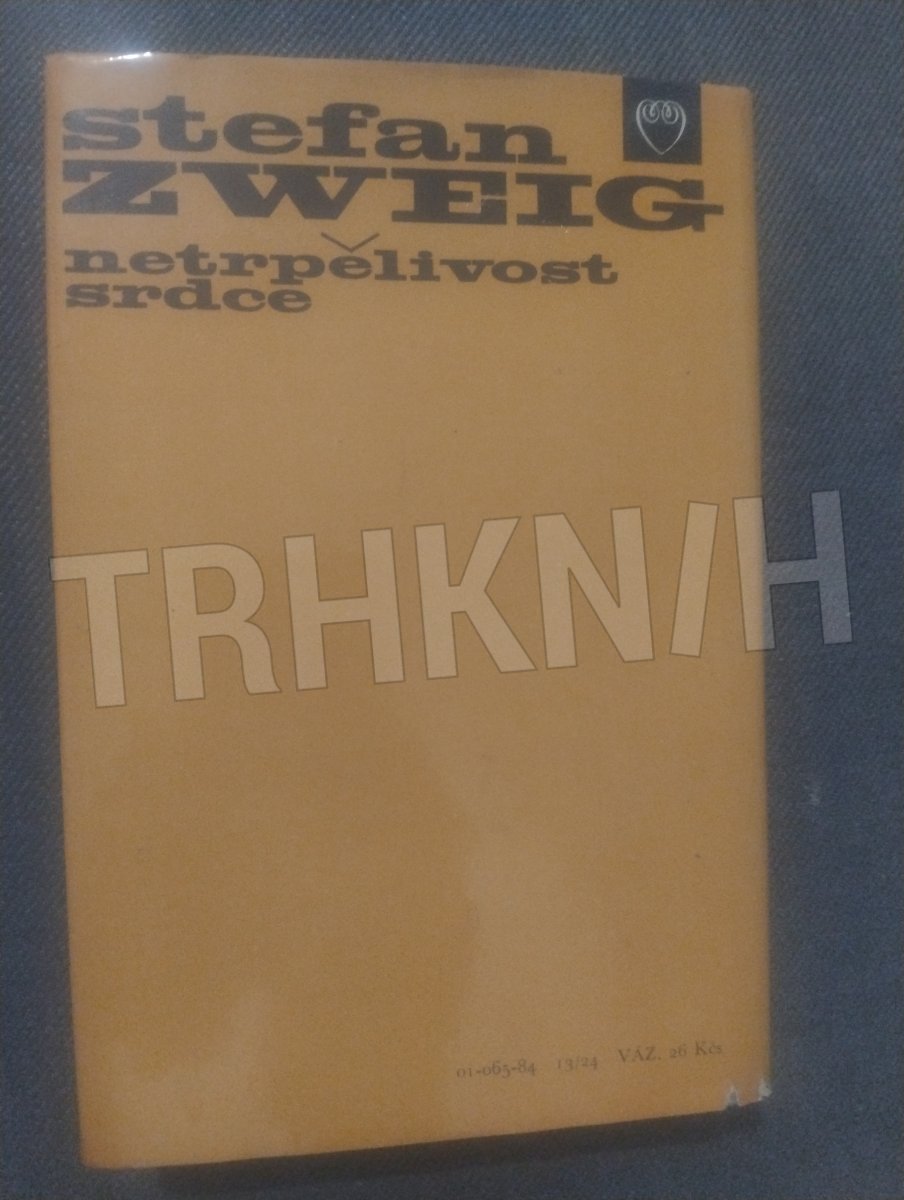 stefan
ZWEIG
netrpělivost
srdce
TRHKNIH
01-065-84 13/24 VÁZ. 26 Kčs